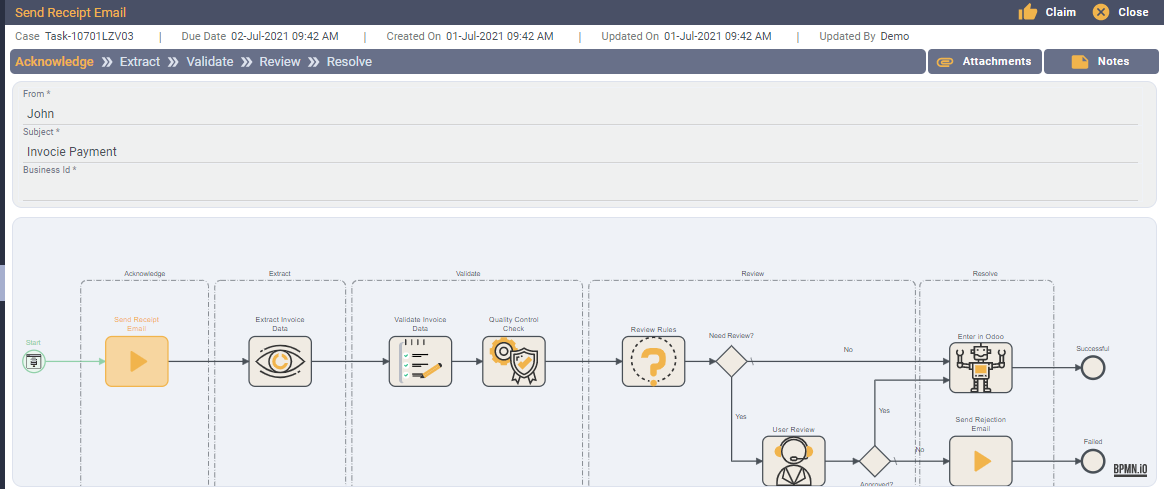 Send Receipt Email
Claim
Close
Case Task-10701LZV03 | Due Date 02-Jul-2021 09:42 AM | Created On 01-Jul-2021 09:42 AM | Updated On 01-Jul-2021 09:42 AM | Updated By Demo
Acknowledge » Extract » Validate » Review » Resolve
Attachments
Notes
From *
John
Subject *
Invocie Payment
Business Id *
Acknowledge
Extract
Validate
Review
Resolve
Start
Send Receipt
Email
Extract Invoice
Data
Validate Invoice
Data
Quality Control
Check
Review Rules
Need Review?
No
Yes
Enter in Odoo
Successful
User Review
Approved?
Yes
No
Send Rejection
Email
Failed
BPMN.iO